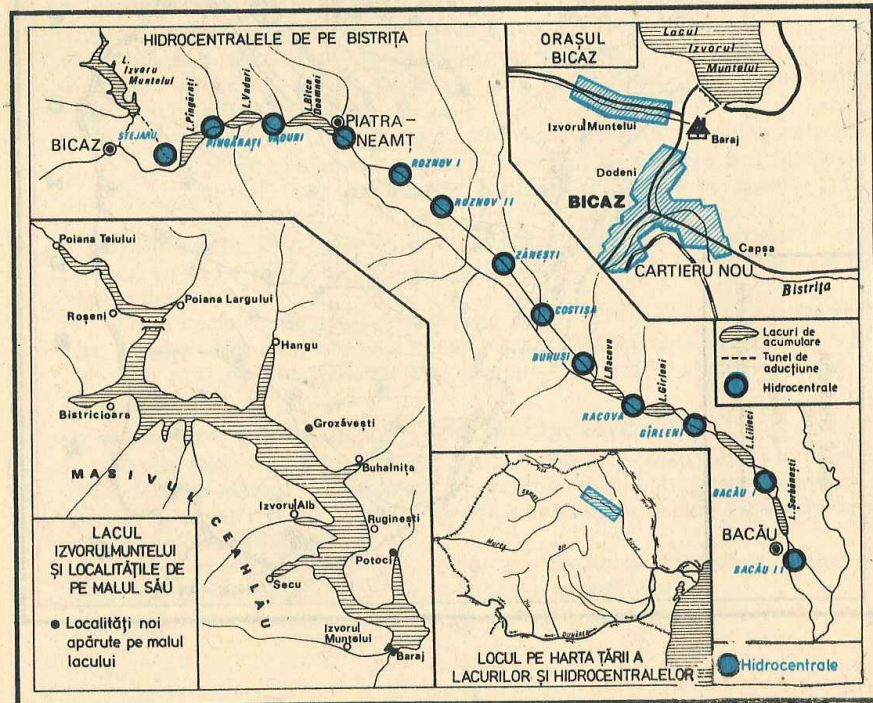 HIDROCENTRALELE DE PE BISTRIȚA
L.
Izvoru
Muntelui
L.Pîngărați
L.Vaduri
L.Bîtca
Doamnei
PIATRA-
NEAMȚ
STEJARU
PÎNGĂRAȚI
VADURI
BICAZ
ROZNOV I
ROZNOV II
ZĂNEȘTI
COSTIȘA
BUHUȘI
L.Racova
RACOVA
L.Gîrleni
GÎRLENI
L.Lilieci
BACĂU I
L.Șerbănești
BACĂU
BACĂU II
ORAȘUL
BICAZ
Lacul
Izvorul
Muntelui
Izvorul Muntelui
Baraj
Dodeni
BICAZ
Capșa
CARTIERU NOU
Bistrița
Lacuri de
acumulare
Tunel de
aducțiune
Hidrocentrale
Poiana Teiului
Poiana Largului
Roșeni
Hangu
Bistricioara
Grozăvești
Buhalnița
MASIVUL
CEAHLĂU
Izvorul Alb
Ruginești
Potoci
Secu
Izvorul
Muntelui
Baraj
LACUL
IZVORULMUNTELUI
ȘI LOCALITĂȚILE DE
PE MALUL SĂU
Localități noi
apărute pe malul
lacului
Mureș
Olt
Siret
DUNĂREA
LOCUL PE HARTA ȚĂRII A
LACURILOR ȘI HIDROCENTRALELOR
Hidrocentrale